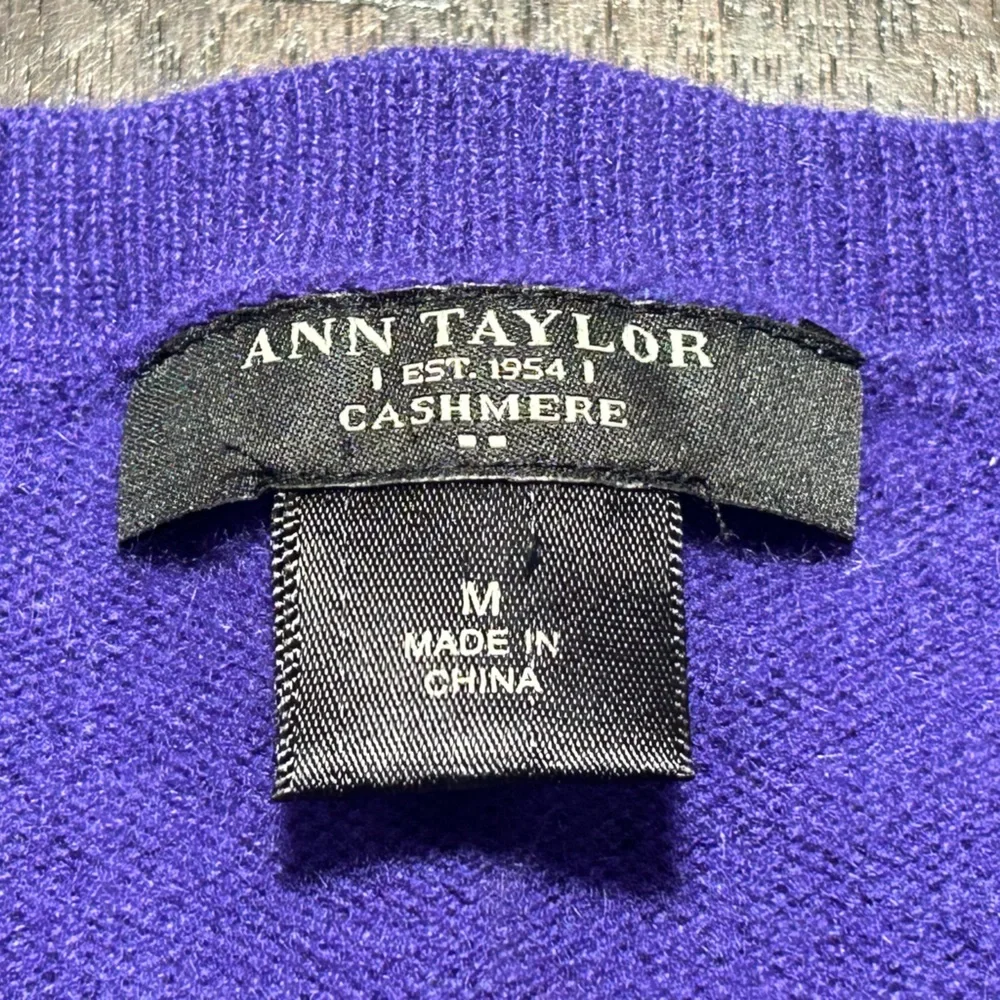 ANN TAYLOR
EST. 1954
CASHMERE
M
MADE IN
CHINA